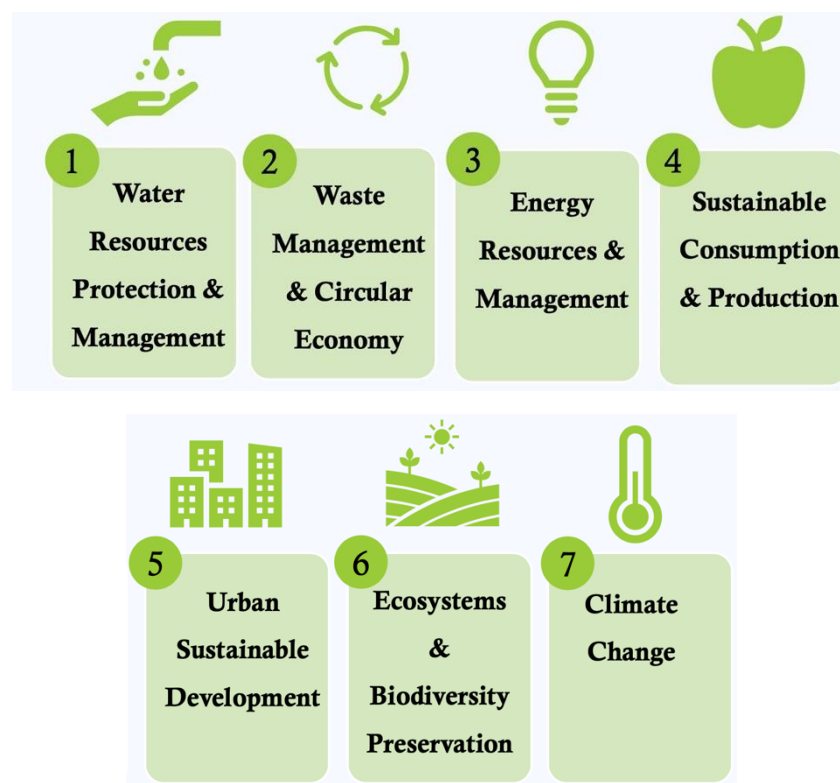 1
Water
Resources
Protection &
Management
2
Waste
Management
& Circular
Economy
3
Energy
Resources &
Management
4
Sustainable
Consumption
& Production
5
Urban
Sustainable
Development
6
Ecosystems
&
Biodiversity
Preservation
7
Climate
Change